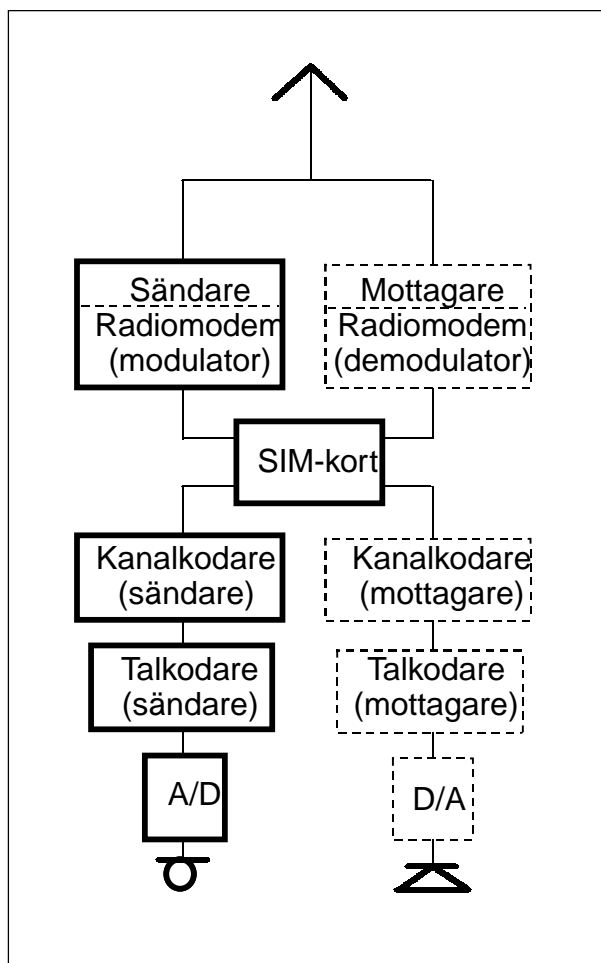 Sändare
Radiomodem
(modulator)
Mottagare
Radiomodem
(demodulator)
SIM-kort
Kanalkodare
(sändare)
Kanalkodare
(mottagare)
Talkodare
(sändare)
Talkodare
(mottagare)
A/D
D/A